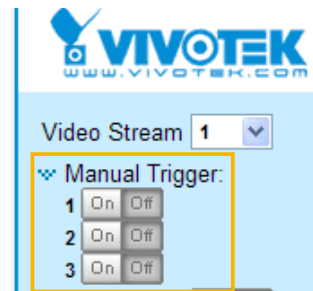 VIVOTEK
www.vivotek.com
Video Stream 1
Manual Trigger:
1 On Off
2 On Off
3 On Off